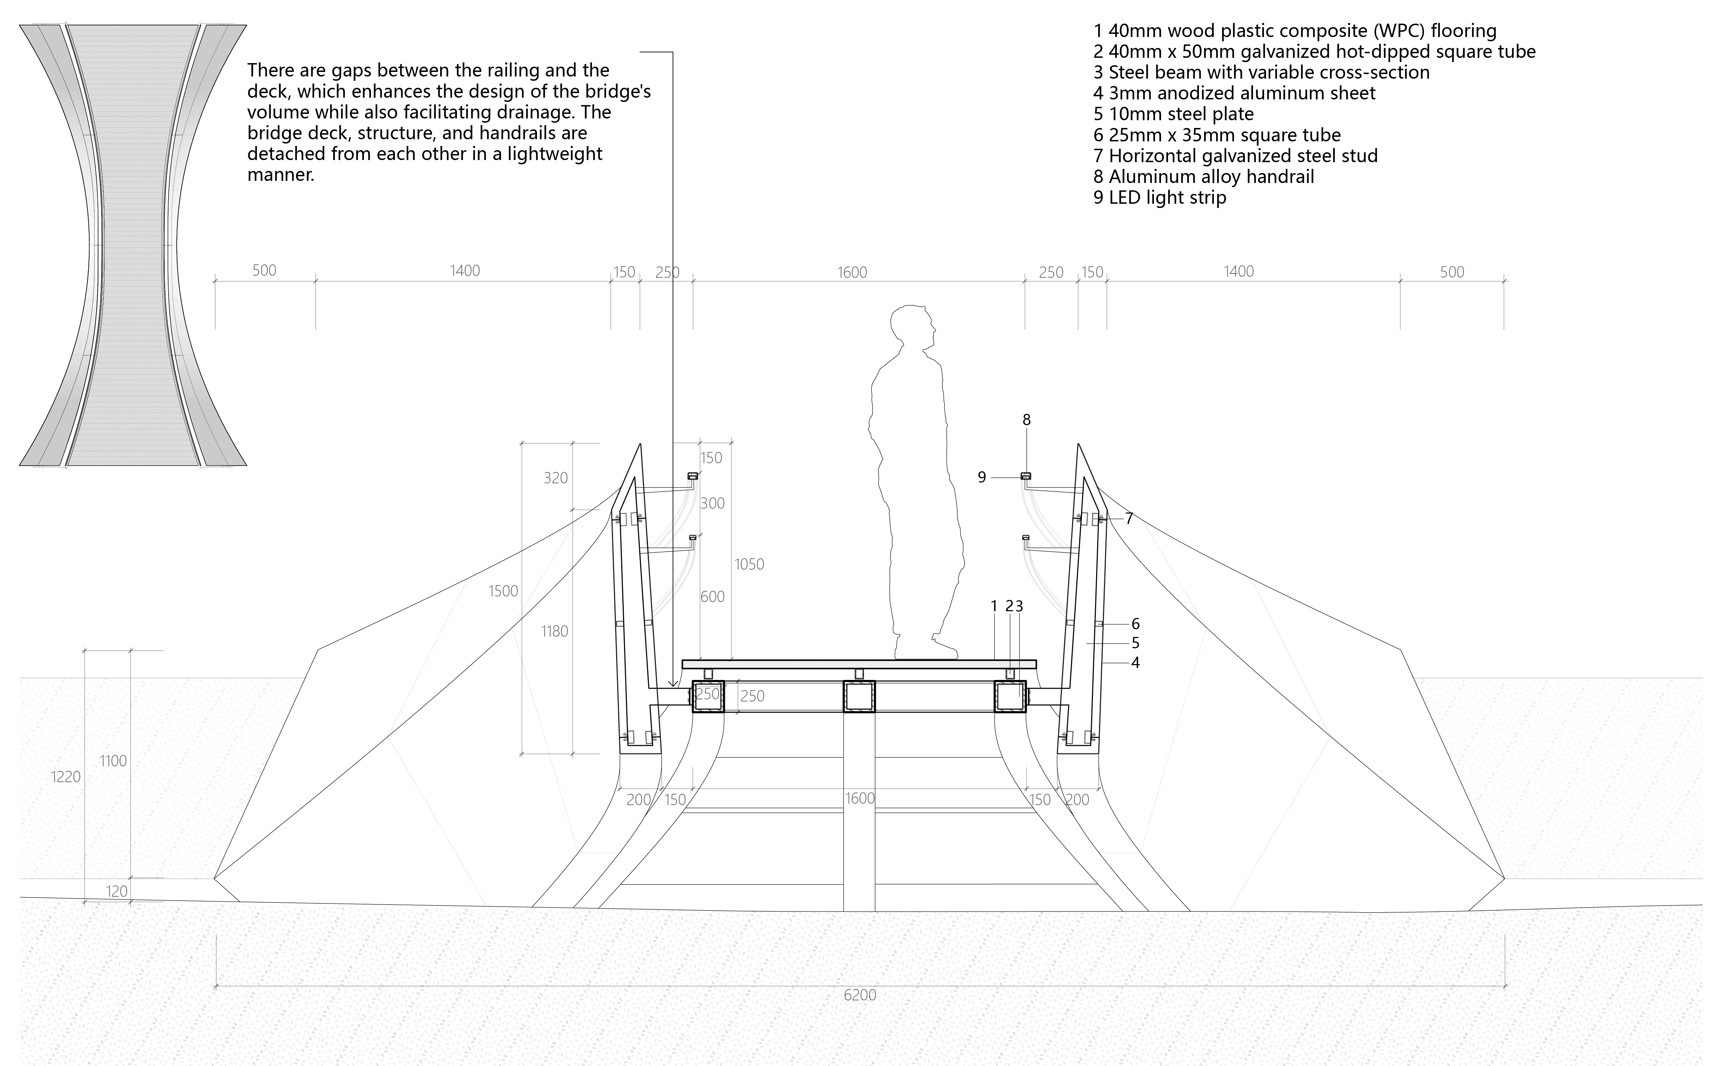 There are gaps between the railing and the
deck, which enhances the design of the bridge's
volume while also facilitating drainage. The
bridge deck, structure, and handrails are
detached from each other in a lightweight
manner.
1 40mm wood plastic composite (WPC) flooring
2 40mm x 50mm galvanized hot-dipped square tube
3 Steel beam with variable cross-section
4 3mm anodized aluminum sheet
5 10mm steel plate
6 25mm x 35mm square tube
7 Horizontal galvanized steel stud
8 Aluminum alloy handrail
9 LED light strip
500 1400 150 250 1600 250 150 1400 500
8
150
320
9
300
7
1050
1500
600
1 2 3
6
1180
5
4
250 250
1100
1220
200 150 1600 150 200
120
6200